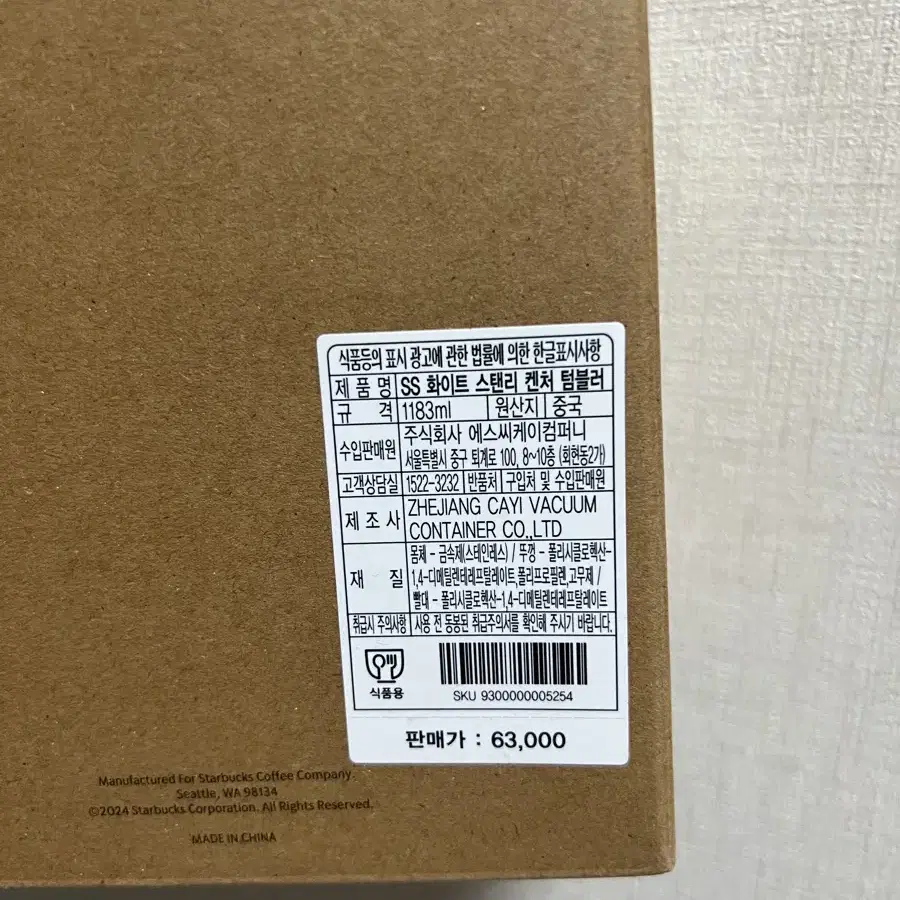 식품등의 표시 광고에 관한 법률에 의한 한글표시사항
제 품 명 SS 화이트 스탠리 켄처 텀블러
규 격 1183ml 원산지 중국
수입판매원 주식회사 에스씨케이컴퍼니
서울특별시 중구 퇴계로 100, 8~10층 (회현동2가)
고객상담실 1522-3232 반품처 구입처 및 수입판매원
제 조 사 ZHEJIANG CAYI VACUUM
CONTAINER CO.,LTD
재 질 몸체 - 금속제(스테인레스) / 뚜껑 - 폴리시클로헥산-
1,4-디메틸렌테레프탈레이트,폴리프로필렌,고무제 /
빨대 - 폴리시클로헥산-1,4-디메틸렌테레프탈레이트
취급시 주의사항 사용 전 동봉된 취급주의서를 확인해 주시기 바랍니다.
식품용
SKU 9300000005254
판매가 : 63,000
Manufactured For Starbucks Coffee Company.
Seattle, WA 98134
©2024 Starbucks Corporation. All Rights Reserved.
MADE IN CHINA